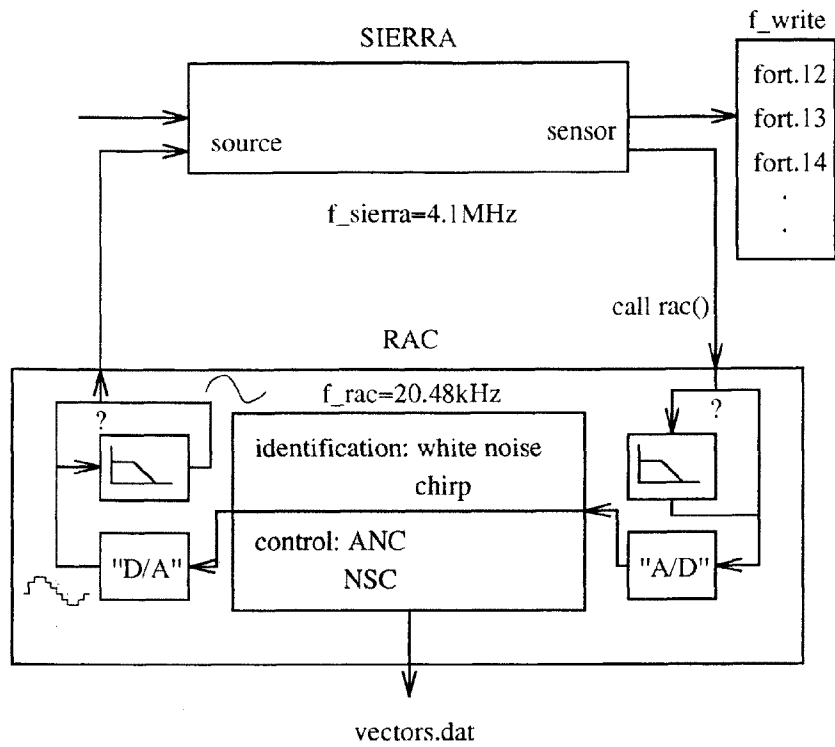 f_write
SIERRA
fort.12
fort.13
fort.14
.
.
source
sensor
f_sierra=4.1MHz
call rac()
RAC
f_rac=20.48kHz
?
?
identification: white noise
chirp
control: ANC
NSC
"D/A"
"A/D"
vectors.dat